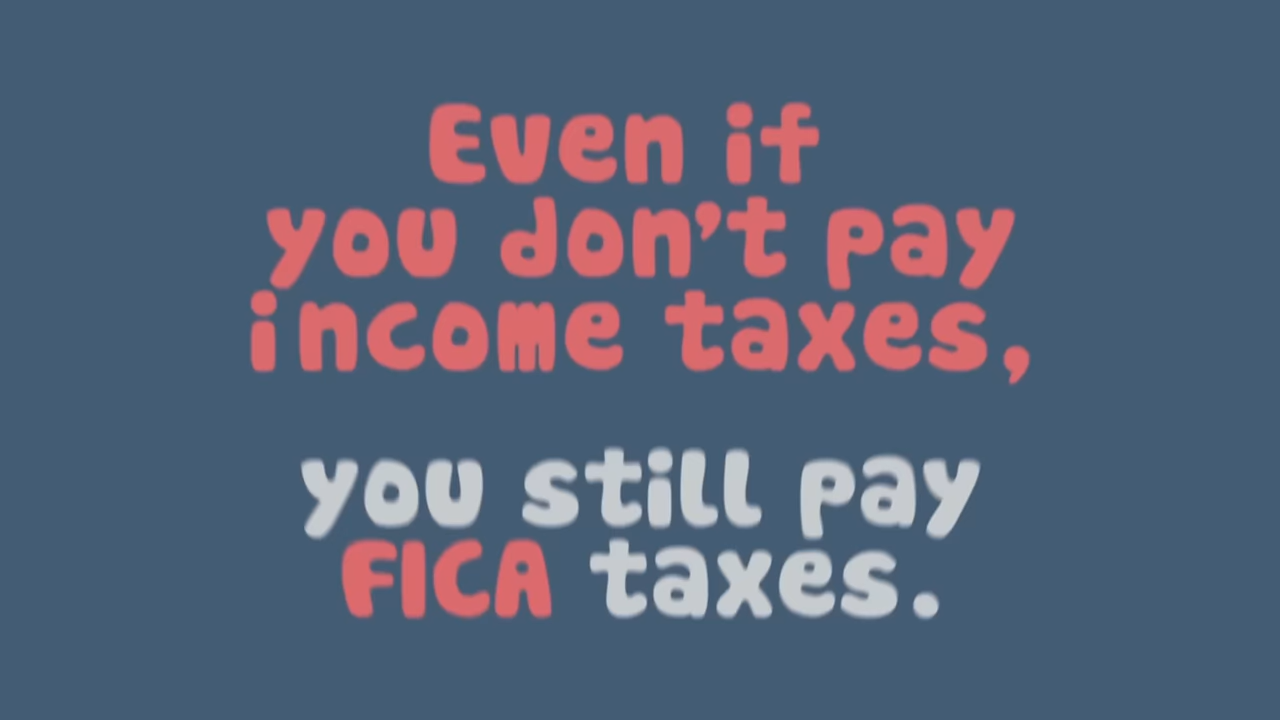 Even if
you don't pay
income taxes,
you still pay
FICA taxes.